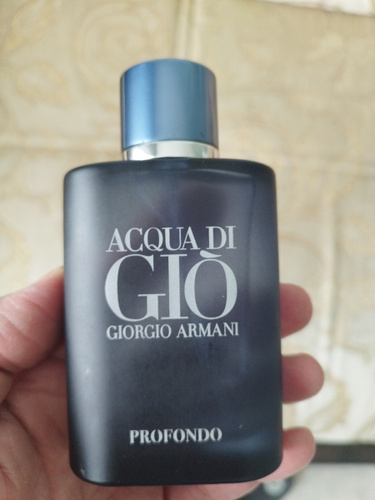 ACQUA DI
GIÒ
GIORGIO ARMANI
PROFONDO